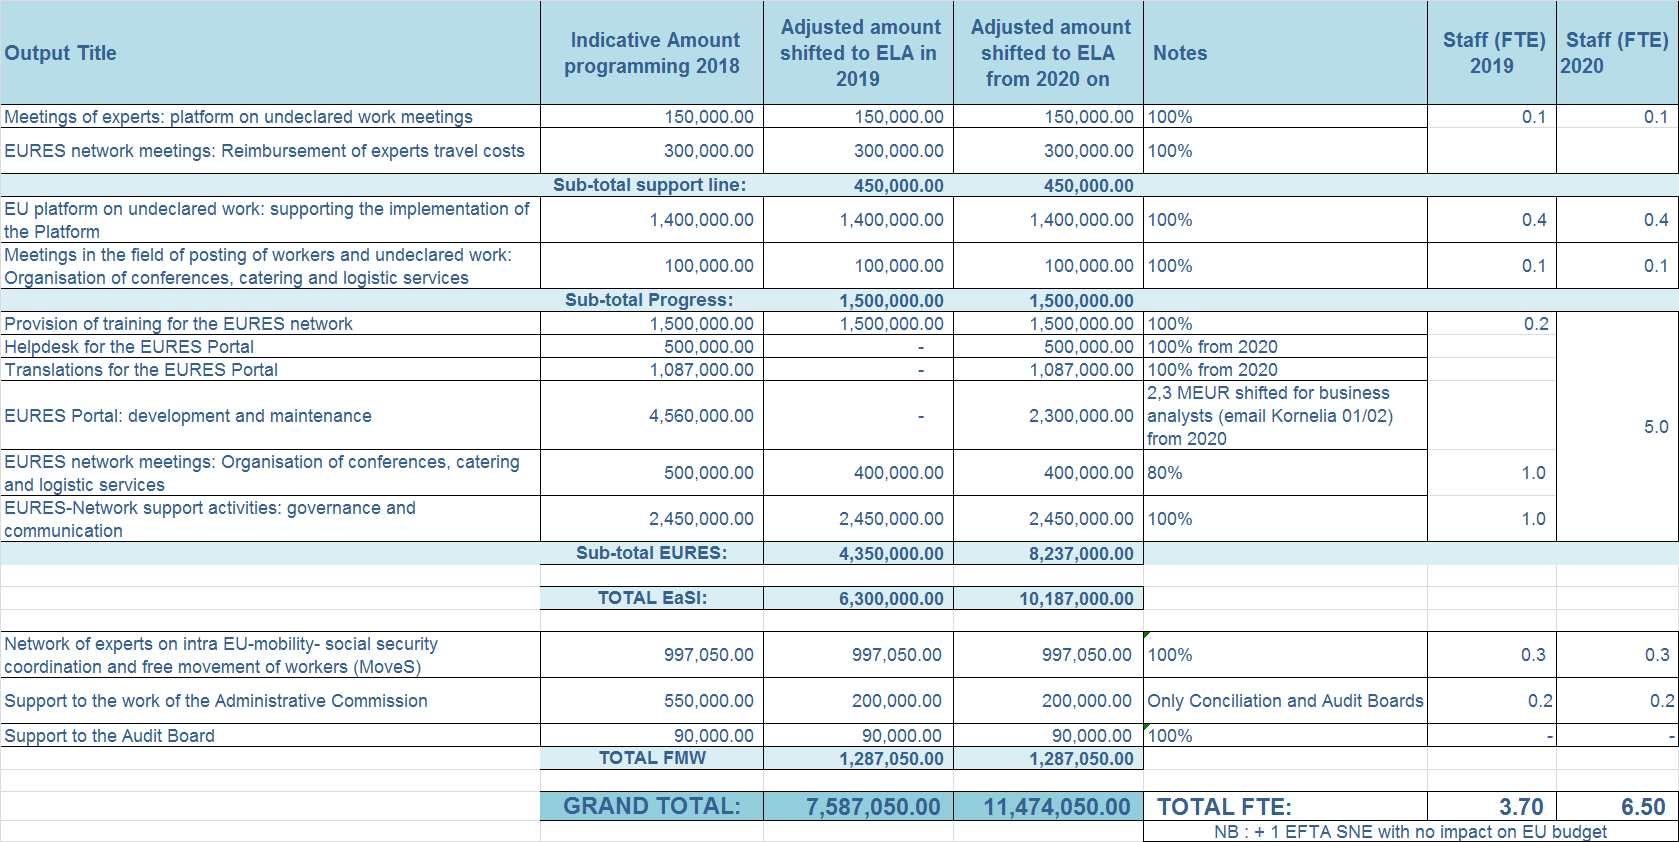 Output Title
Indicative Amount
programming 2018
Adjusted amount
shifted to ELA in
2019
Adjusted amount
shifted to ELA
from 2020 on
Notes
Staff (FTE)
2019
Staff (FTE)
2020
Meetings of experts: platform on undeclared work meetings 150,000.00 150,000.00 150,000.00 100% 0.1 0.1
EURES network meetings: Reimbursement of experts travel costs 300,000.00 300,000.00 300,000.00 100%
Sub-total support line: 450,000.00 450,000.00
EU platform on undeclared work: supporting the implementation of
the Platform
1,400,000.00 1,400,000.00 1,400,000.00 100% 0.4 0.4
Meetings in the field of posting of workers and undeclared work:
Organisation of conferences, catering and logistic services
100,000.00 100,000.00 100,000.00 100% 0.1 0.1
Sub-total Progress: 1,500,000.00 1,500,000.00
Provision of training for the EURES network 1,500,000.00 1,500,000.00 1,500,000.00 100% 0.2
Helpdesk for the EURES Portal 500,000.00 - 500,000.00 100% from 2020
Translations for the EURES Portal 1,087,000.00 - 1,087,000.00 100% from 2020
EURES Portal: development and maintenance 4,560,000.00 - 2,300,000.00
2,3 MEUR shifted for business
analysts (email Kornelia 01/02)
from 2020
5.0
EURES network meetings: Organisation of conferences, catering
and logistic services
500,000.00 400,000.00 400,000.00 80% 1.0
EURES-Network support activities: governance and
communication
2,450,000.00 2,450,000.00 2,450,000.00 100% 1.0
Sub-total EURES: 4,350,000.00 8,237,000.00
TOTAL EaSI: 6,300,000.00 10,187,000.00
Network of experts on intra EU-mobility- social security
coordination and free movement of workers (MoveS)
997,050.00 997,050.00 997,050.00 100% 0.3 0.3
Support to the work of the Administrative Commission 550,000.00 200,000.00 200,000.00 Only Conciliation and Audit Boards 0.2 0.2
Support to the Audit Board 90,000.00 90,000.00 90,000.00 100% - -
TOTAL FMW 1,287,050.00 1,287,050.00
GRAND TOTAL: 7,587,050.00 11,474,050.00 TOTAL FTE: 3.70 6.50
NB : + 1 EFTA SNE with no impact on EU budget